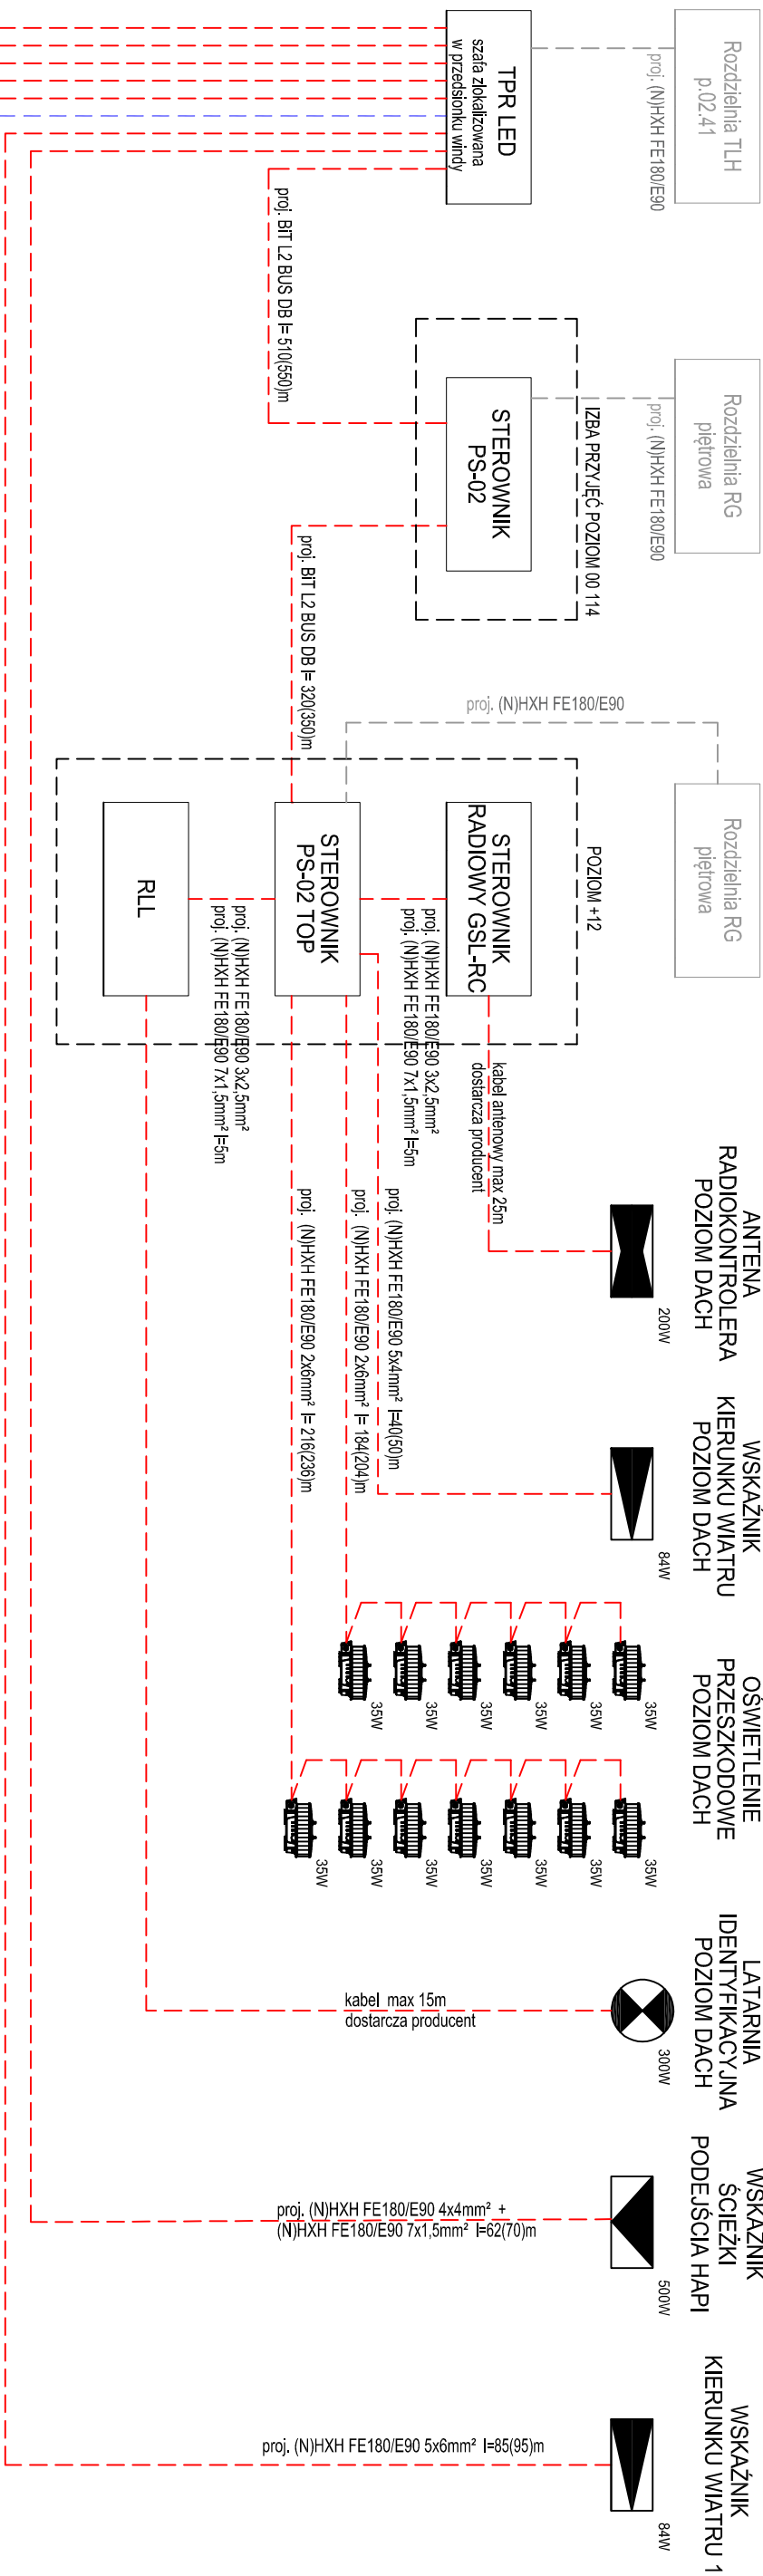 Rozdzielnia TLH
p.02.41
proj. (N)HXH FE180/E90
TPR LED
szafa zlokalizowana
w przedsionku windy
proj. BiT L2 BUS DB l= 510(550)m
Rozdzielnia RG
piętrowa
proj. (N)HXH FE180/E90
IZBA PRZYJĘĆ POZIOM 00 114
STEROWNIK
PS-02
proj. BiT L2 BUS DB l= 320(350)m
proj. (N)HXH FE180/E90
Rozdzielnia RG
piętrowa
POZIOM +12
STEROWNIK
RADIOWY GSL-RC
proj. (N)HXH FE180/E90 3x2,5mm²
proj. (N)HXH FE180/E90 7x1,5mm² l=5m
STEROWNIK
PS-02 TOP
proj. (N)HXH FE180/E90 3x2,5mm²
proj. (N)HXH FE180/E90 7x1,5mm² l=5m
RLL
kabel antenowy max 25m
dostarcza producent
proj. (N)HXH FE180/E90 5x4mm² l=40(50)m
proj. (N)HXH FE180/E90 2x6mm² l= 184(204)m
proj. (N)HXH FE180/E90 2x6mm² l= 216(236)m
ANTENA
RADIOKONTROLERA
POZIOM DACH
200W
WSKAŹNIK
KIERUNKU WIATRU
POZIOM DACH
84W
OŚWIETLENIE
PRZESZKODOWE
POZIOM DACH
35W
35W
35W
35W
35W
35W
35W
35W
35W
35W
35W
35W
35W
LATARNIA
IDENTYFIKACYJNA
POZIOM DACH
300W
kabel max 15m
dostarcza producent
WSKAŹNIK
ŚCIEŻKI
PODEJŚCIA HAPI
500W
proj. (N)HXH FE180/E90 4x4mm² +
(N)HXH FE180/E90 7x1,5mm² l=62(70)m
WSKAŹNIK
KIERUNKU WIATRU 1
84W
proj. (N)HXH FE180/E90 5x6mm² l=85(95)m